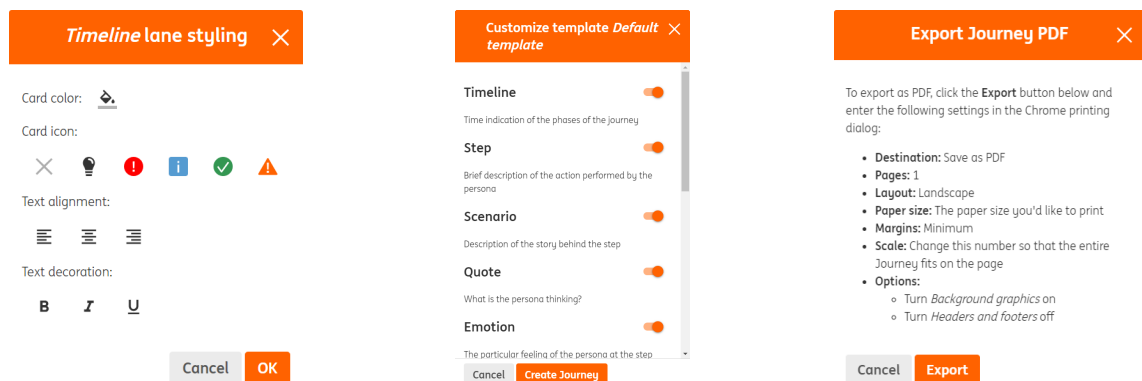 Timeline lane styling
Card color:
Card icon:
Text alignment:
Text decoration:
B I U
Cancel OK
Customize template Default
template
Timeline
Time indication of the phases of the journey
Step
Brief description of the action performed by the
persona
Scenario
Description of the story behind the step
Quote
What is the persona thinking?
Emotion
The particular feeling of the persona at the step
Cancel Create Journey
Export Journey PDF
To export as PDF, click the Export button below and
enter the following settings in the Chrome printing
dialog:
• Destination: Save as PDF
• Pages: 1
• Layout: Landscape
• Paper size: The paper size you'd like to print
• Margins: Minimum
• Scale: Change this number so that the entire
Journey fits on the page
• Options:
◦ Turn Background graphics on
◦ Turn Headers and footers off
Cancel Export